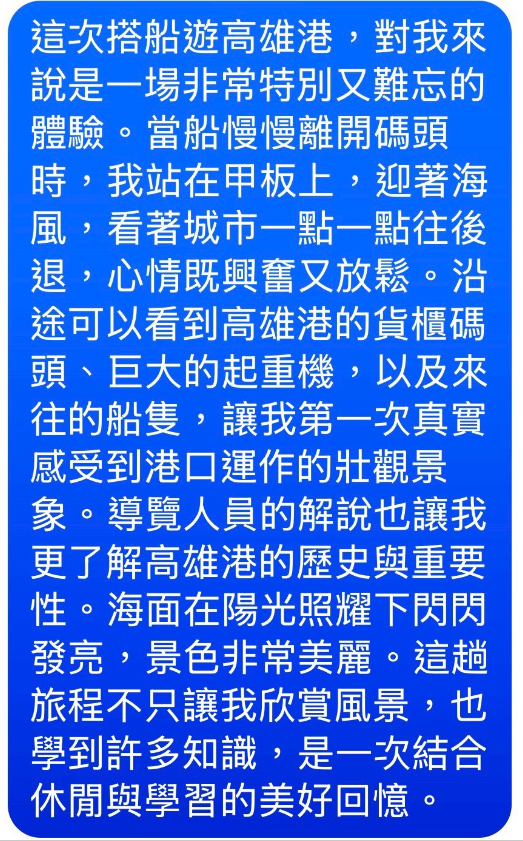 這次搭船遊高雄港，對我來
說是一場非常特別又難忘的
體驗。當船慢慢離開碼頭
時，我站在甲板上，迎著海
風，看著城市一點一點往後
退，心情既興奮又放鬆。沿
途可以看到高雄港的貨櫃碼
頭、巨大的起重機，以及來
往的船隻，讓我第一次真實
感受到港口運作的壯觀景
象。導覽人員的解說也讓我
更了解高雄港的歷史與重要
性。海面在陽光照耀下閃閃
發亮，景色非常美麗。這趟
旅程不只讓我欣賞風景，也
學到許多知識，是一次結合
休閒與學習的美好回憶。